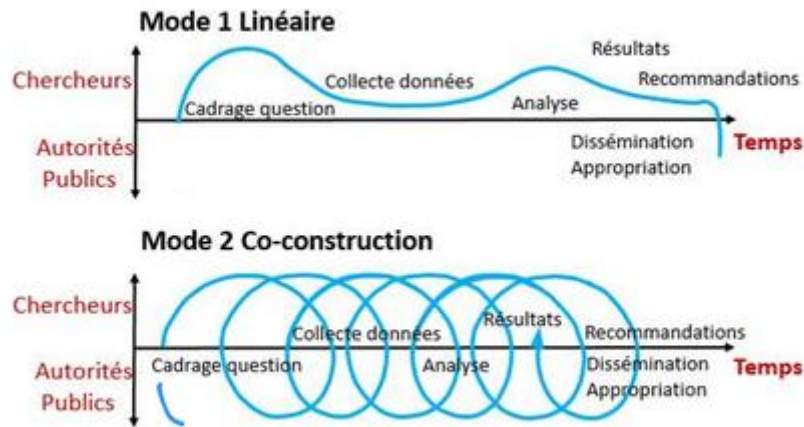 Mode 1 Linéaire
Résultats
Chercheurs
Collecte données
Recommandations
Cadrage question
Analyse
Autorités
Publics
Dissémination
Appropriation
Temps
Mode 2 Co-construction
Chercheurs
Collecte données
Résultats
Recommandations
Cadrage question
Analyse
Autorités
Publics
Dissémination
Appropriation
Temps